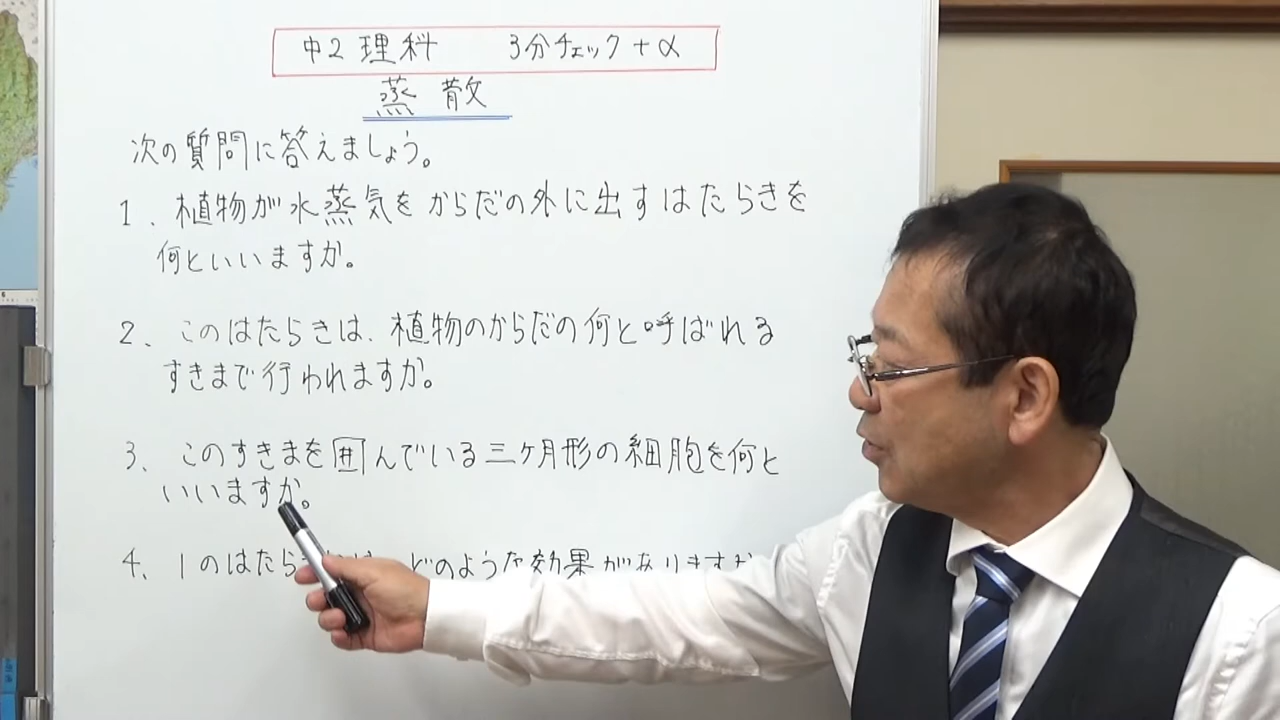 中2 理科 3分チェック+α
蒸散
次の質問に答えましょう。
1. 植物が水蒸気をからだの外に出すはたらきを
何といいますか。
2. このはたらきは、植物のからだの何と呼ばれる
すきまで行われますか。
3. このすきまを囲んでいる三ケ月形の細胞を何と
いいますか。
4. 1のはたら どのような効果がありますか